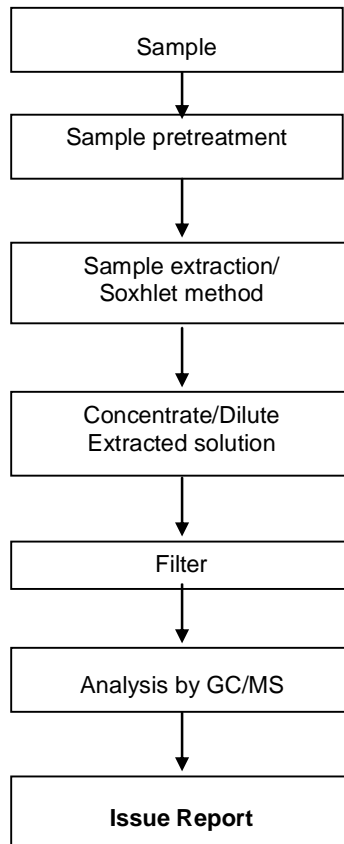 Sample
Sample pretreatment
Sample extraction/
Soxhlet method
Concentrate/Dilute
Extracted solution
Filter
Analysis by GC/MS
Issue Report